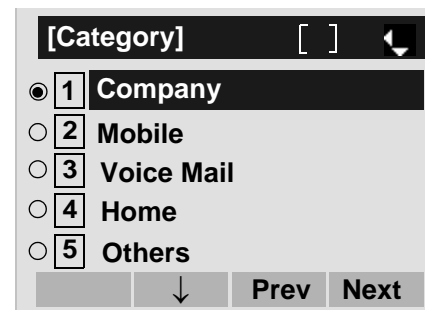 [Category] [ ]
1 Company
2 Mobile
3 Voice Mail
4 Home
5 Others
↓ Prev Next